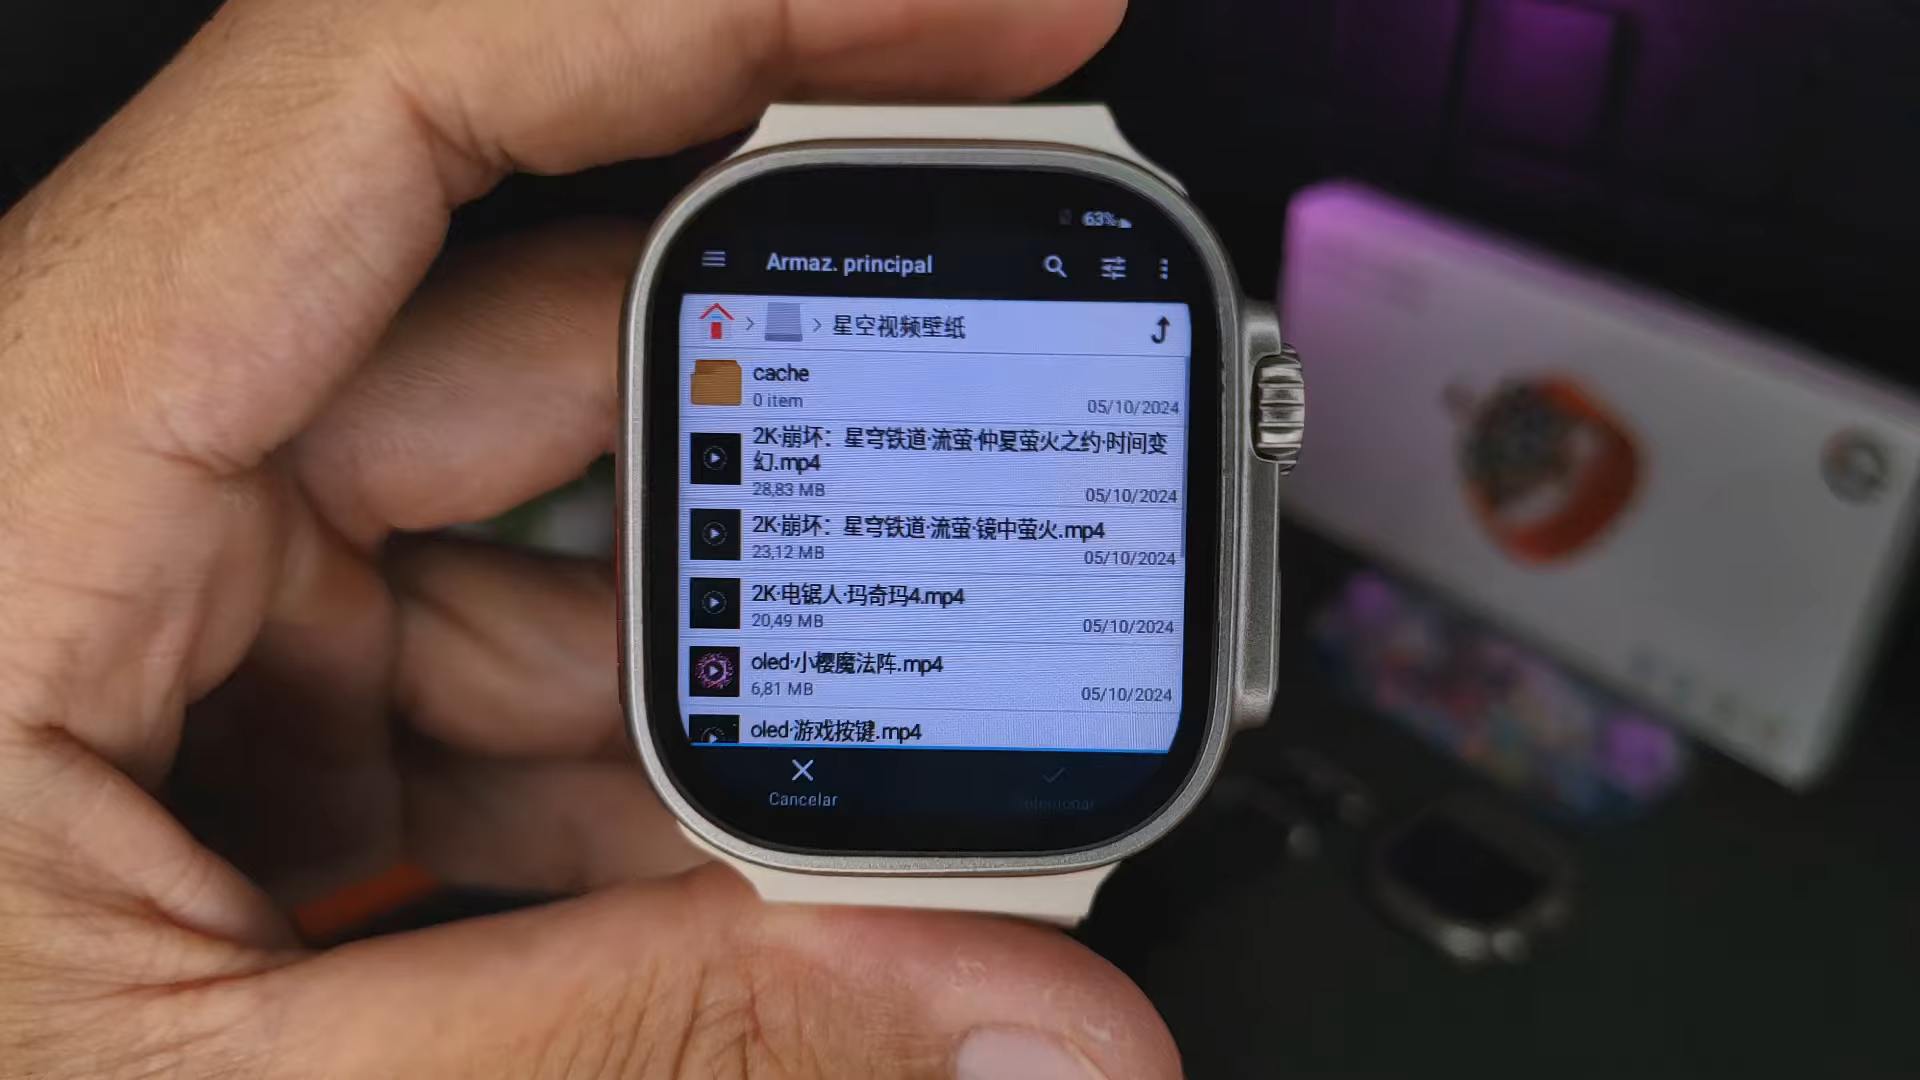 63%
Armaz. principal
星空视频壁纸
cache
0 item
05/10/2024
2K·崩坏：星穹铁道·流萤·仲夏萤火之约·时间变
幻.mp4
28,83 MB
05/10/2024
2K·崩坏：星穹铁道·流萤·镜中萤火.mp4
23,12 MB
05/10/2024
2K·电锯人·玛奇玛4.mp4
20,49 MB
05/10/2024
oled·小樱魔法阵.mp4
6,81 MB
05/10/2024
oled·游戏按键.mp4
Cancelar